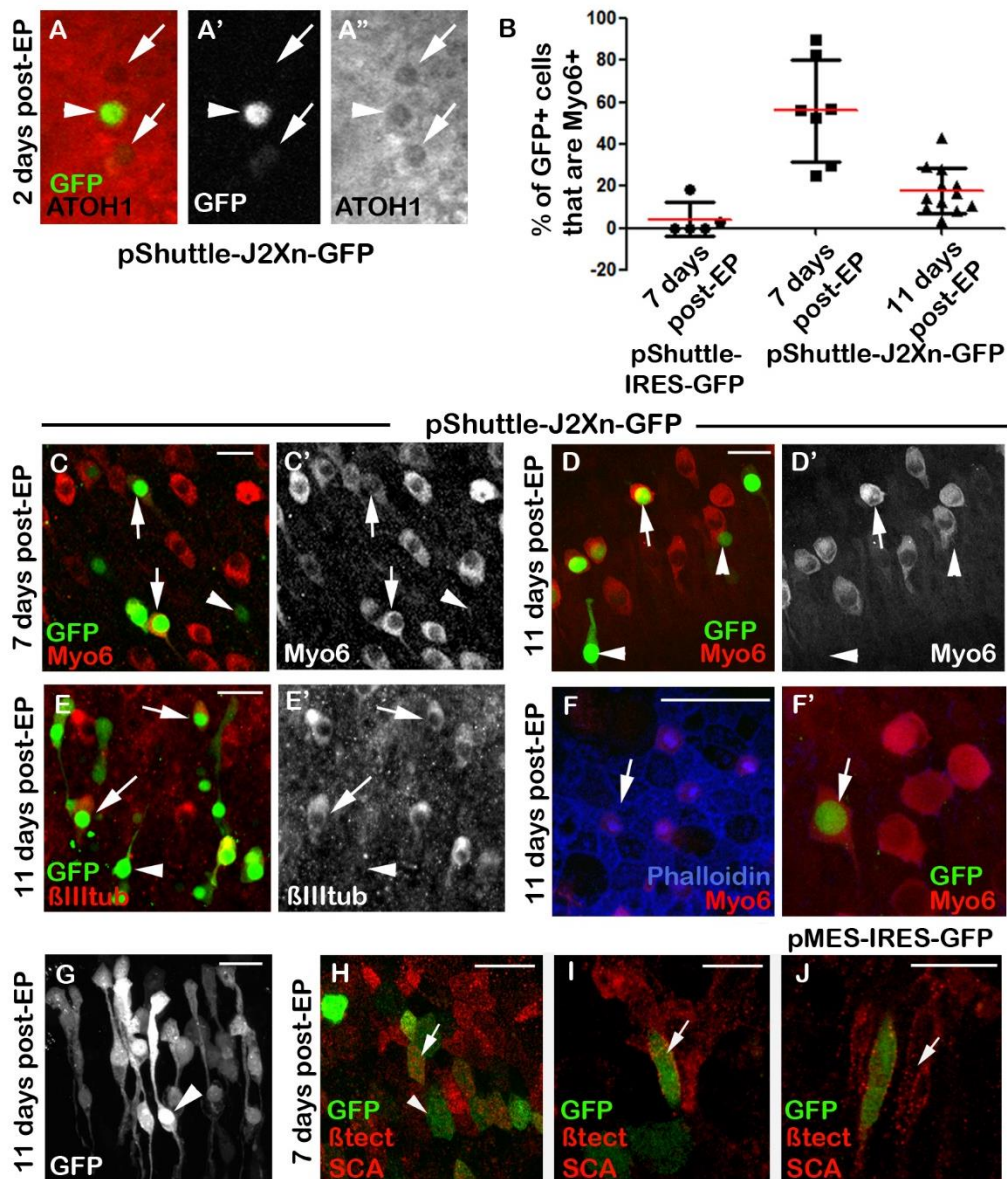 2 days post-EP
A
GFP
ATOH1
A'
GFP
A"
ATOH1
pShuttle-J2Xn-GFP
B
% of GFP+ cells
that are Myo6+
100
80
60
40
20
0
-20
7 days
post-EP
7 days
post-EP
11 days
post-EP
pShuttle-
IRES-GFP
pShuttle-J2Xn-GFP
pShuttle-J2Xn-GFP
7 days post-EP
C
GFP
Myo6
C'
Myo6
11 days post-EP
D
GFP
Myo6
D'
Myo6
11 days post-EP
E
GFP
ßIIItub
E'
ßIIItub
11 days post-EP
F
Phalloidin
Myo6
F'
GFP
Myo6
11 days post-EP
G
GFP
7 days post-EP
H
GFP
ßtect
SCA
I
GFP
ßtect
SCA
pMES-IRES-GFP
J
GFP
ßtect
SCA